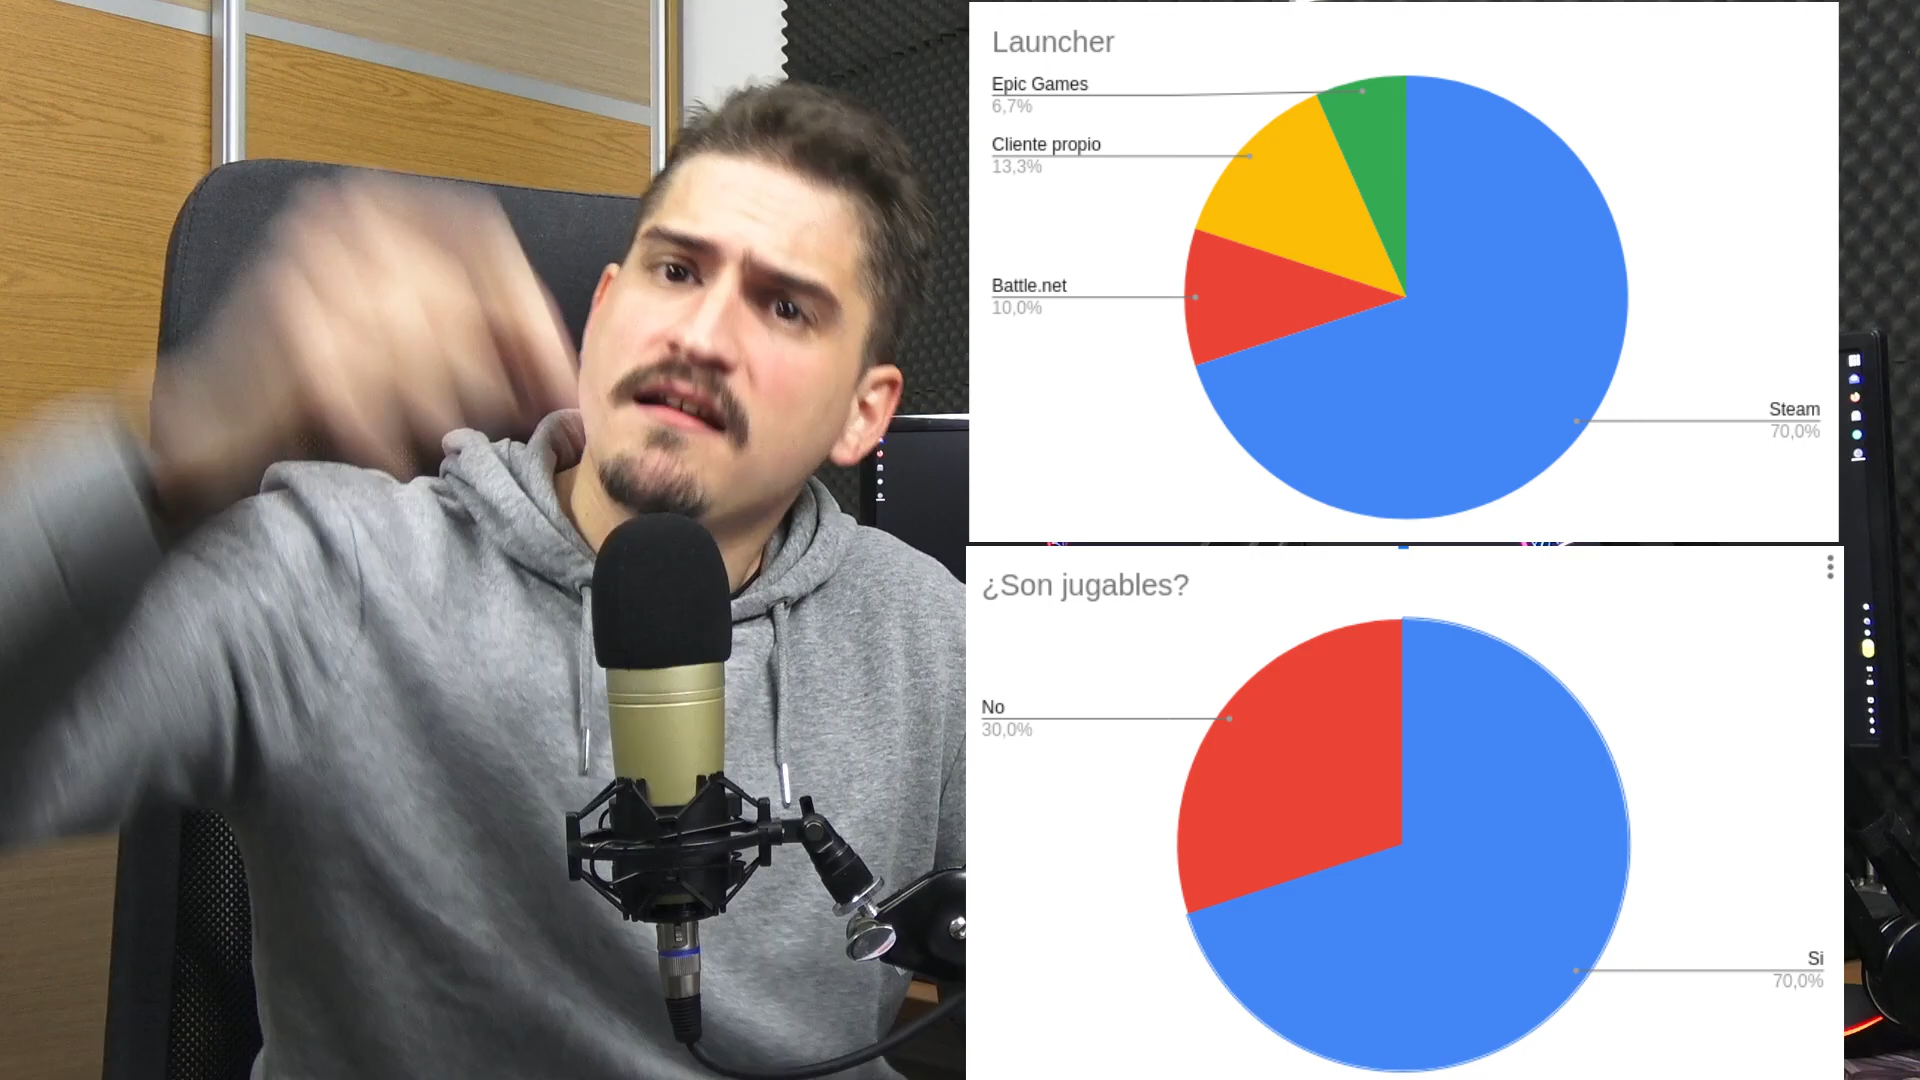 Launcher
Epic Games
6,7%
Cliente propio
13,3%
Battle.net
10,0%
Steam
70,0%
¿Son jugables?
No
30,0%
Si
70,0%